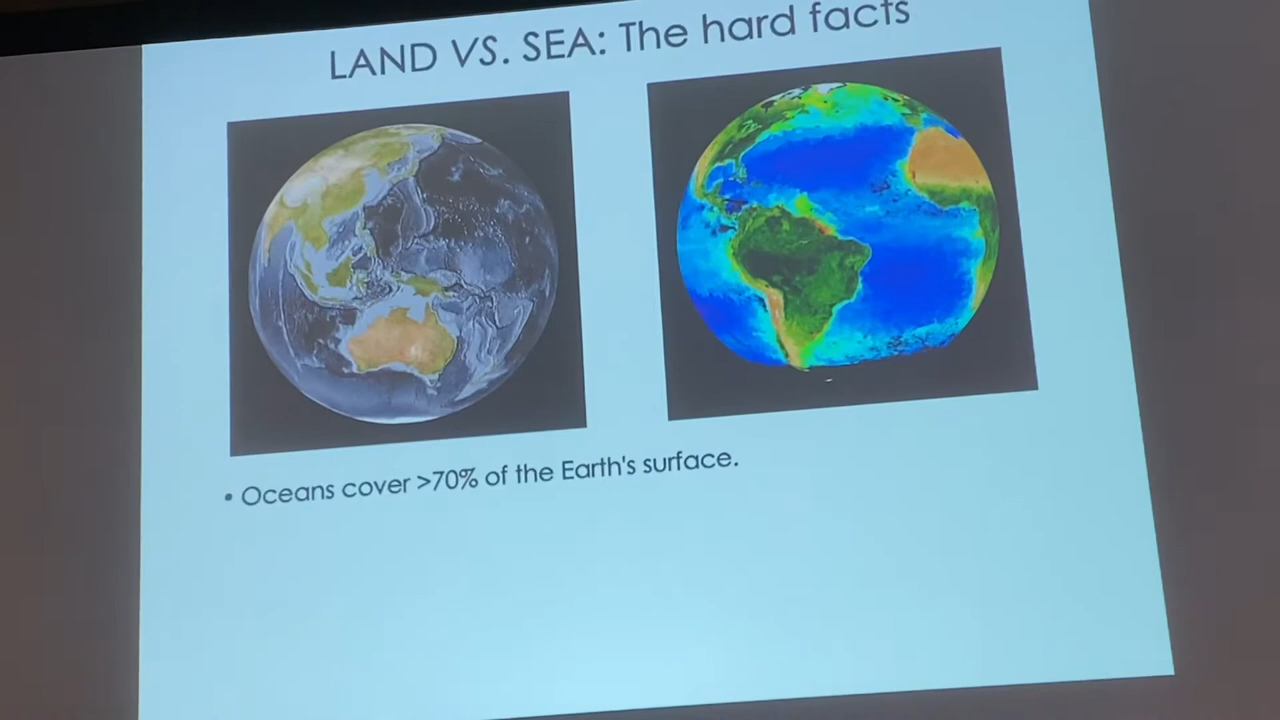 LAND VS. SEA: The hard facts
• Oceans cover >70% of the Earth's surface.